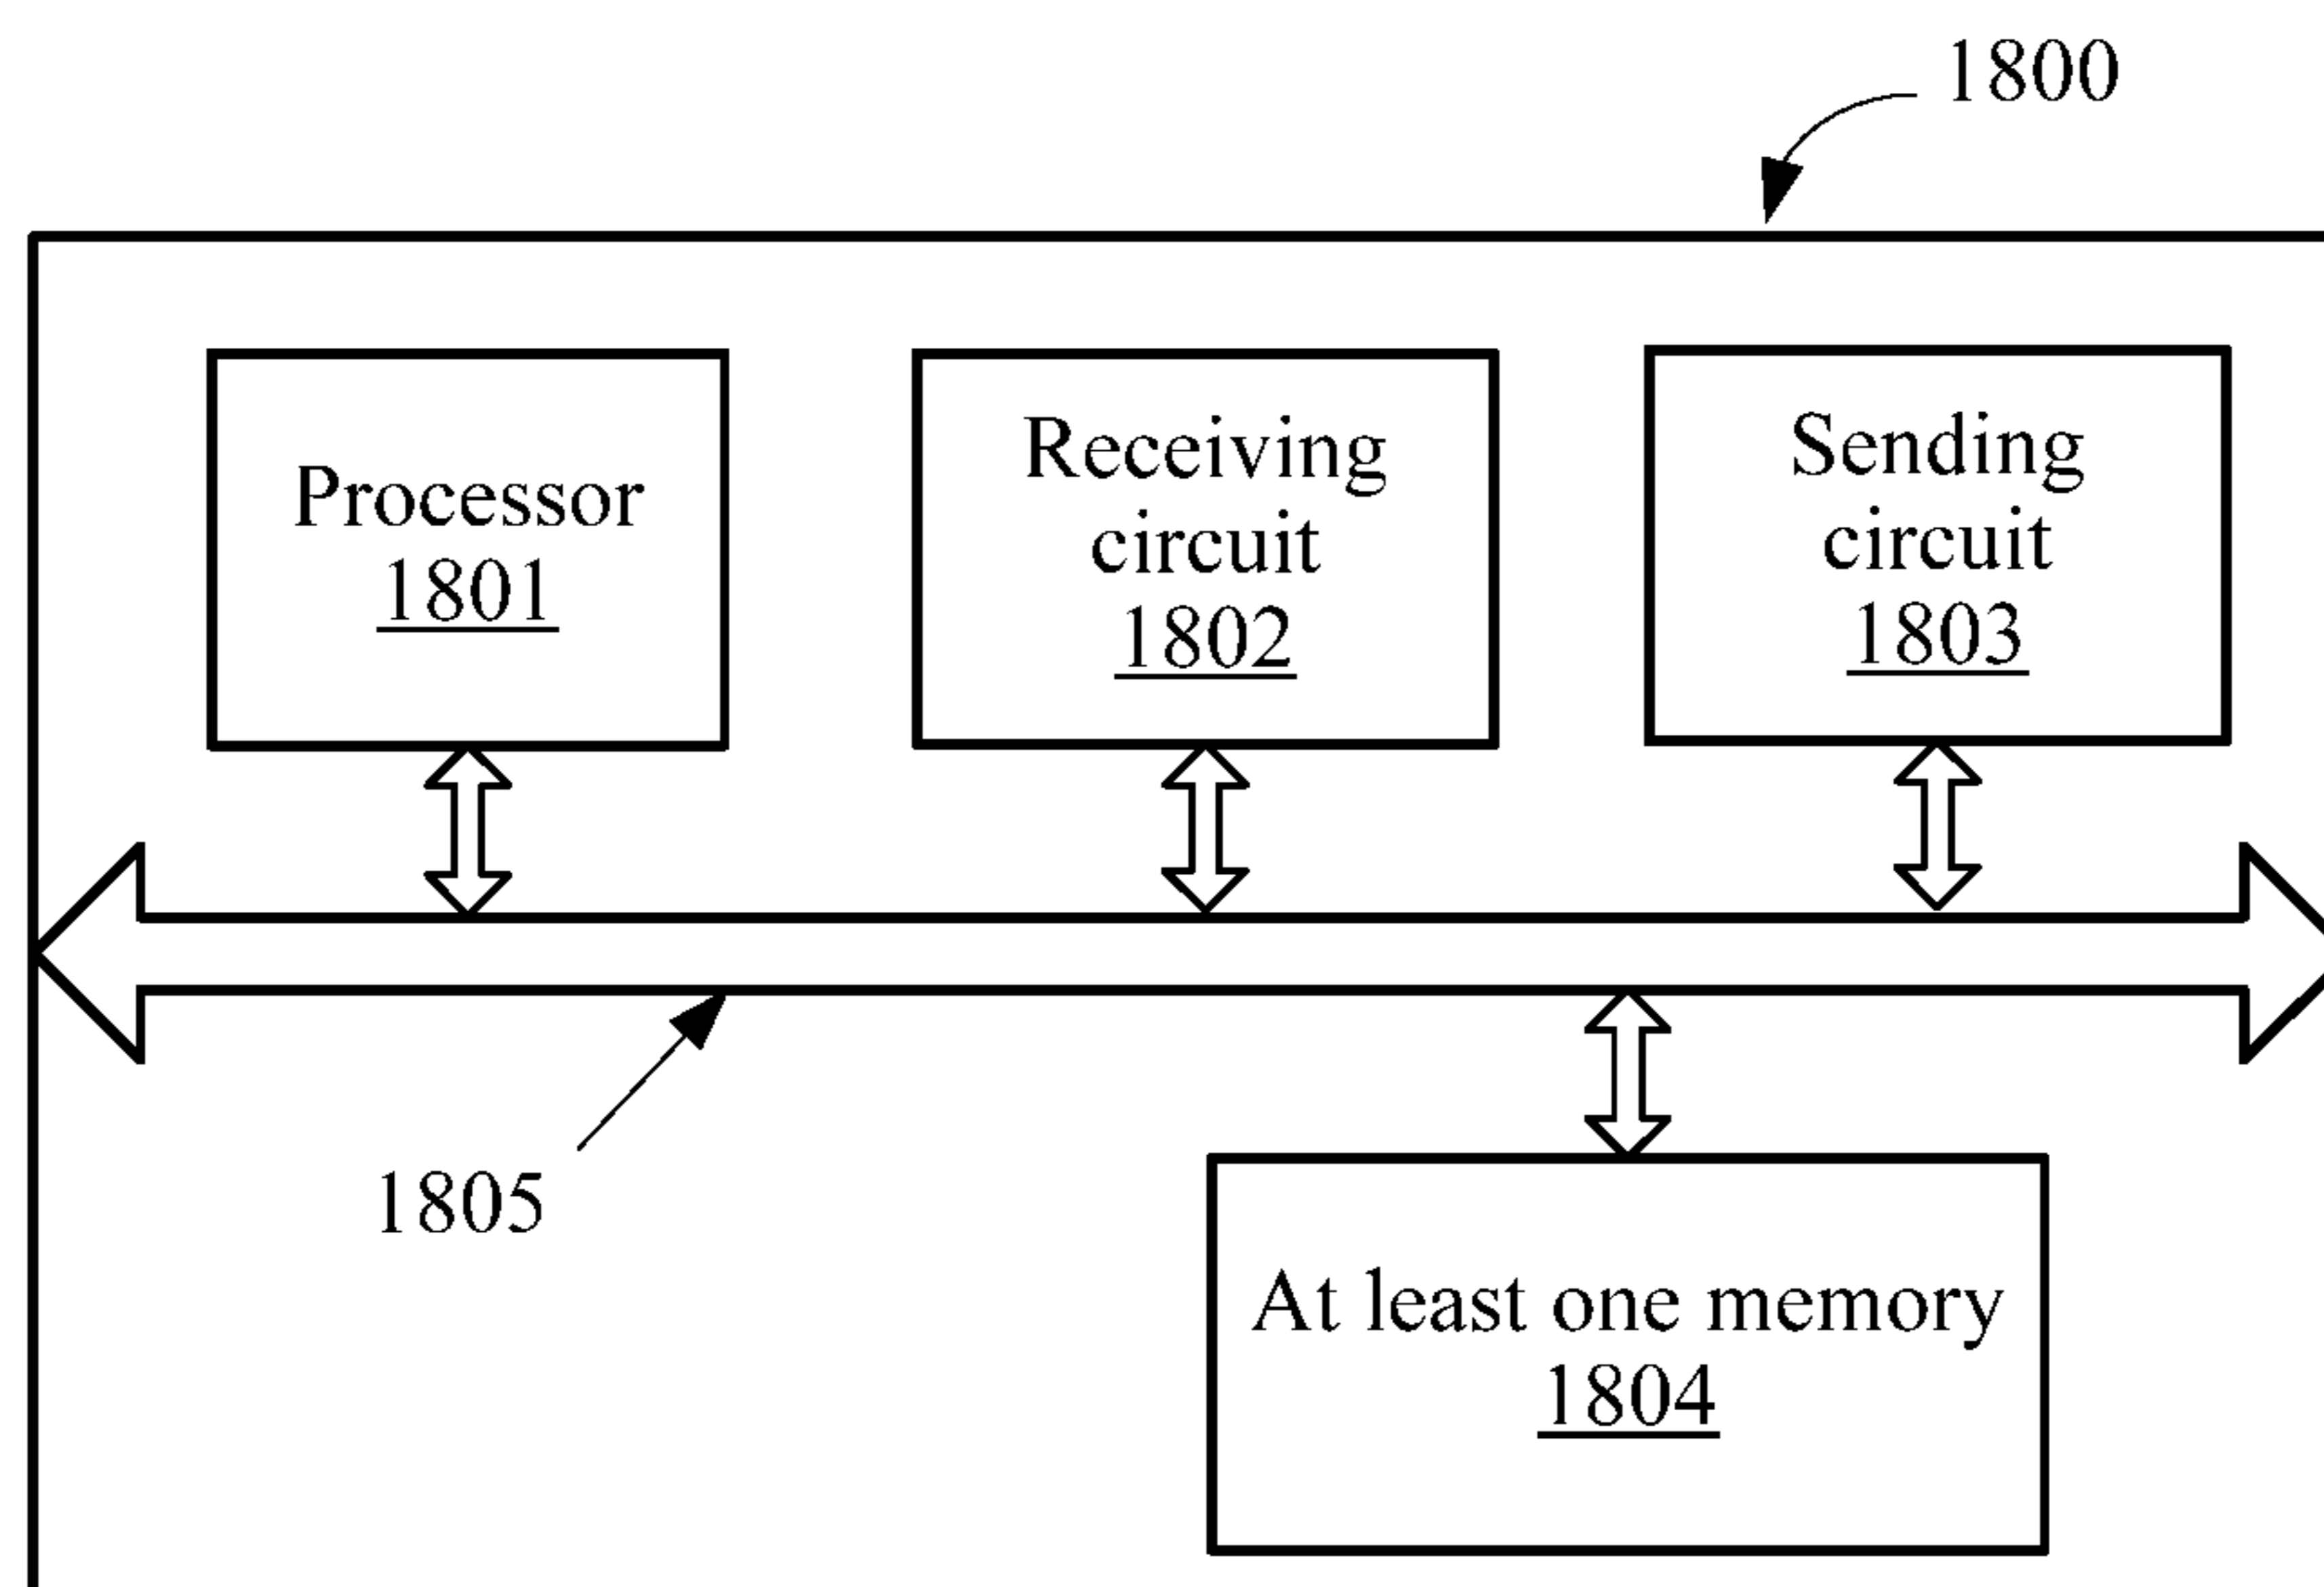 1800
Processor
1801
Receiving
circuit
1802
Sending
circuit
1803
1805
At least one memory
1804